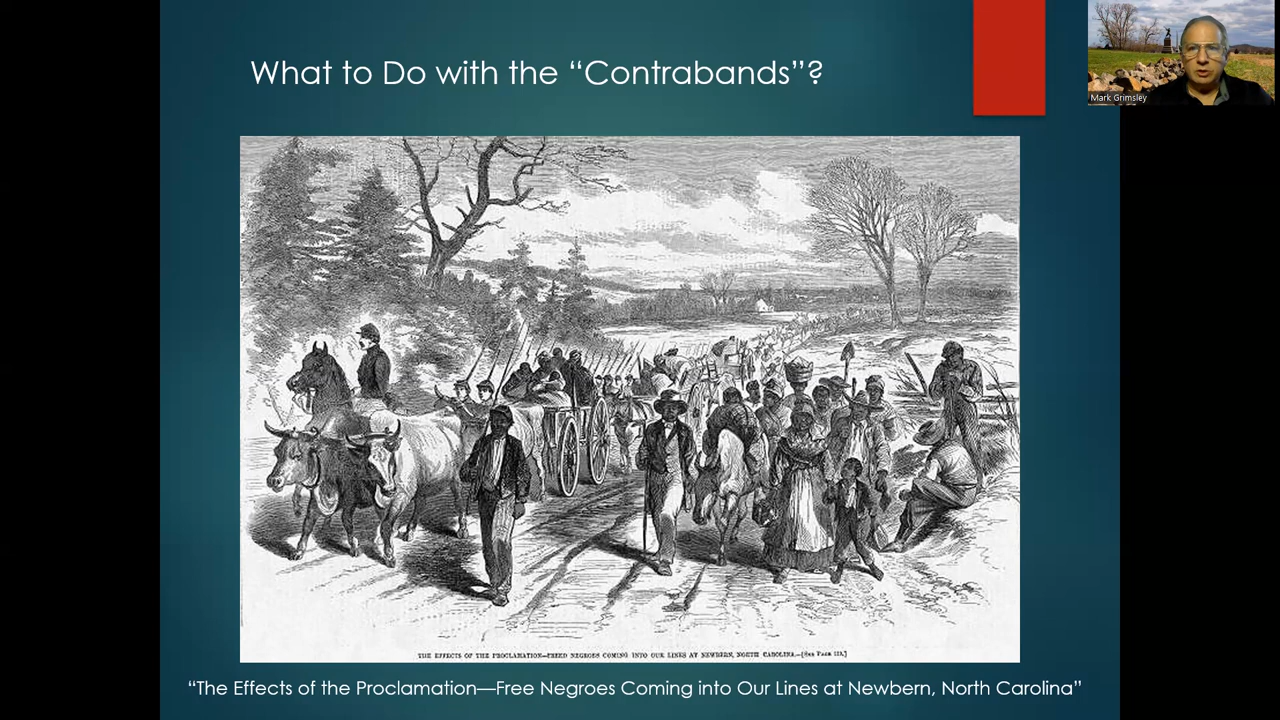 What to Do with the “Contrabands”?
Mark Grimsley
THE EFFECTS OF THE PROCLAMATION—FREED NEGROES COMING INTO OUR LINES AT NEWBERN, NORTH CAROLINA.—[See Page
“The Effects of the Proclamation—Free Negroes Coming into Our Lines at Newbern, North Carolina”